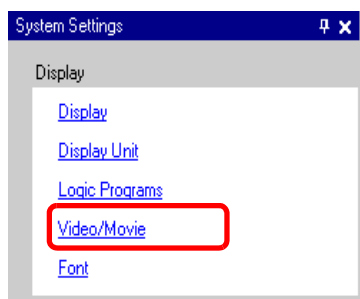 System Settings
Display
Display
Display Unit
Logic Programs
Video/Movie
Font